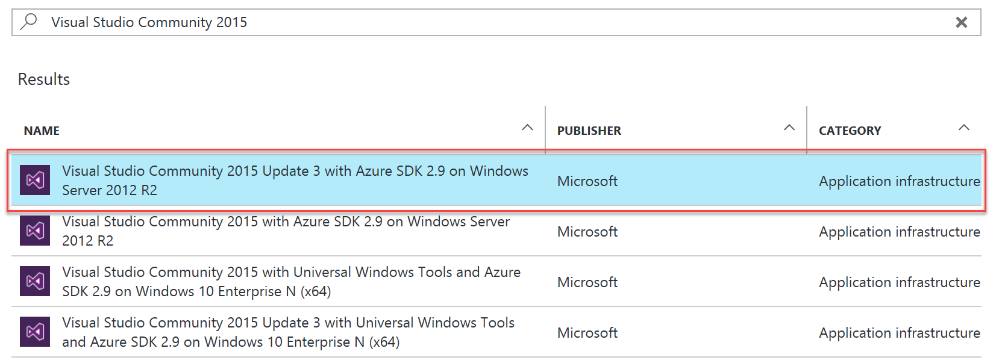 Visual Studio Community 2015
Results
NAME
PUBLISHER
CATEGORY
Visual Studio Community 2015 Update 3 with Azure SDK 2.9 on Windows
Server 2012 R2
Microsoft
Application infrastructure
Visual Studio Community 2015 with Azure SDK 2.9 on Windows Server
2012 R2
Microsoft
Application infrastructure
Visual Studio Community 2015 with Universal Windows Tools and Azure
SDK 2.9 on Windows 10 Enterprise N (x64)
Microsoft
Application infrastructure
Visual Studio Community 2015 Update 3 with Universal Windows Tools
and Azure SDK 2.9 on Windows 10 Enterprise N (x64)
Microsoft
Application infrastructure